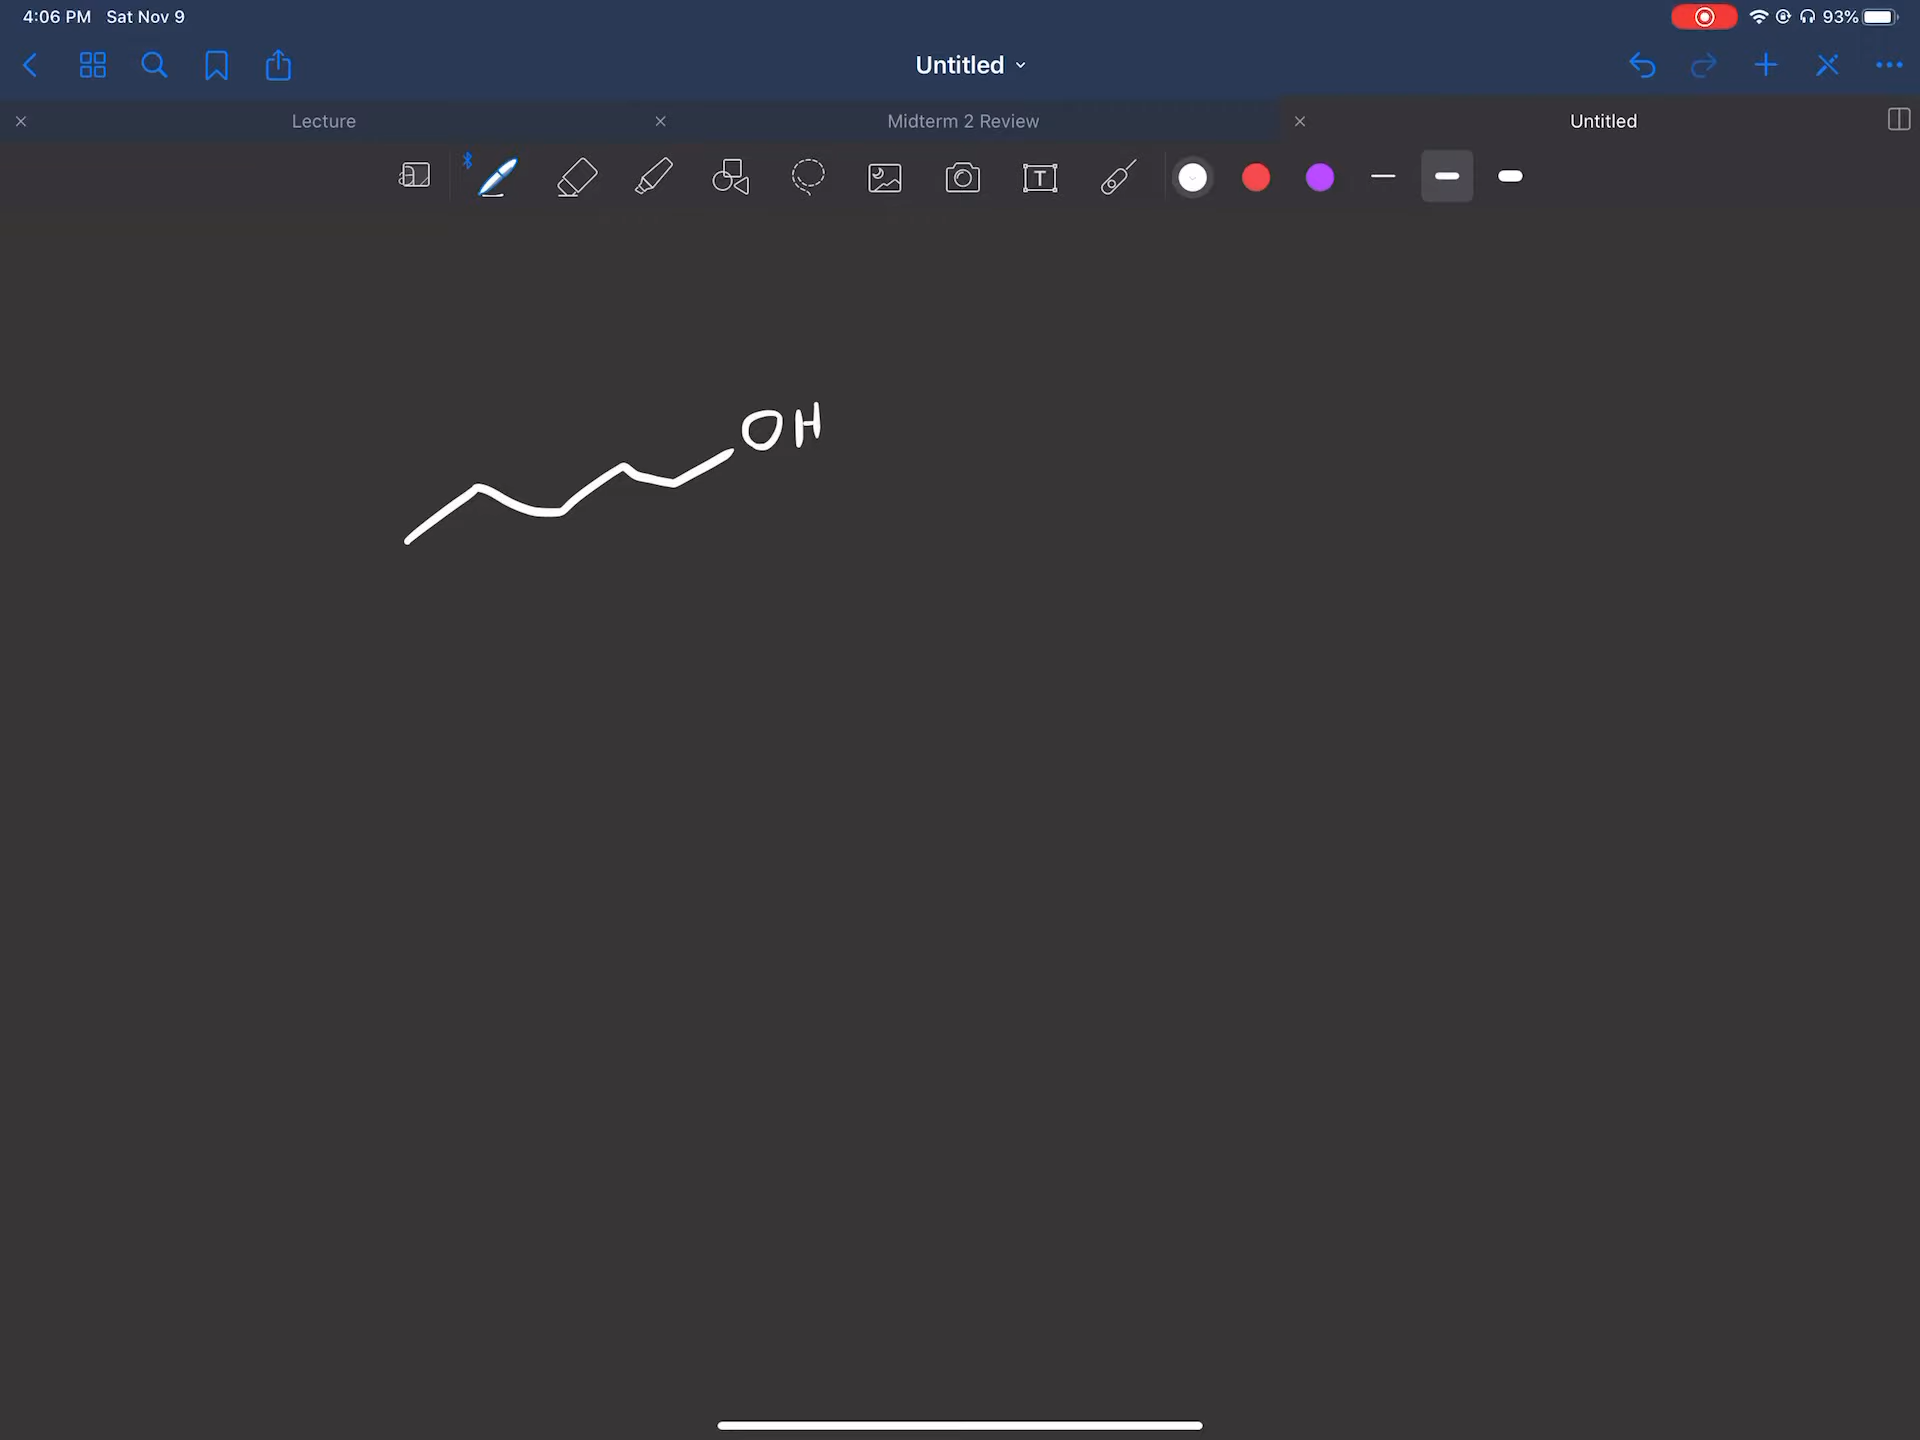 4:06 PM Sat Nov 9 93%
Untitled
Lecture Midterm 2 Review Untitled
T
OH